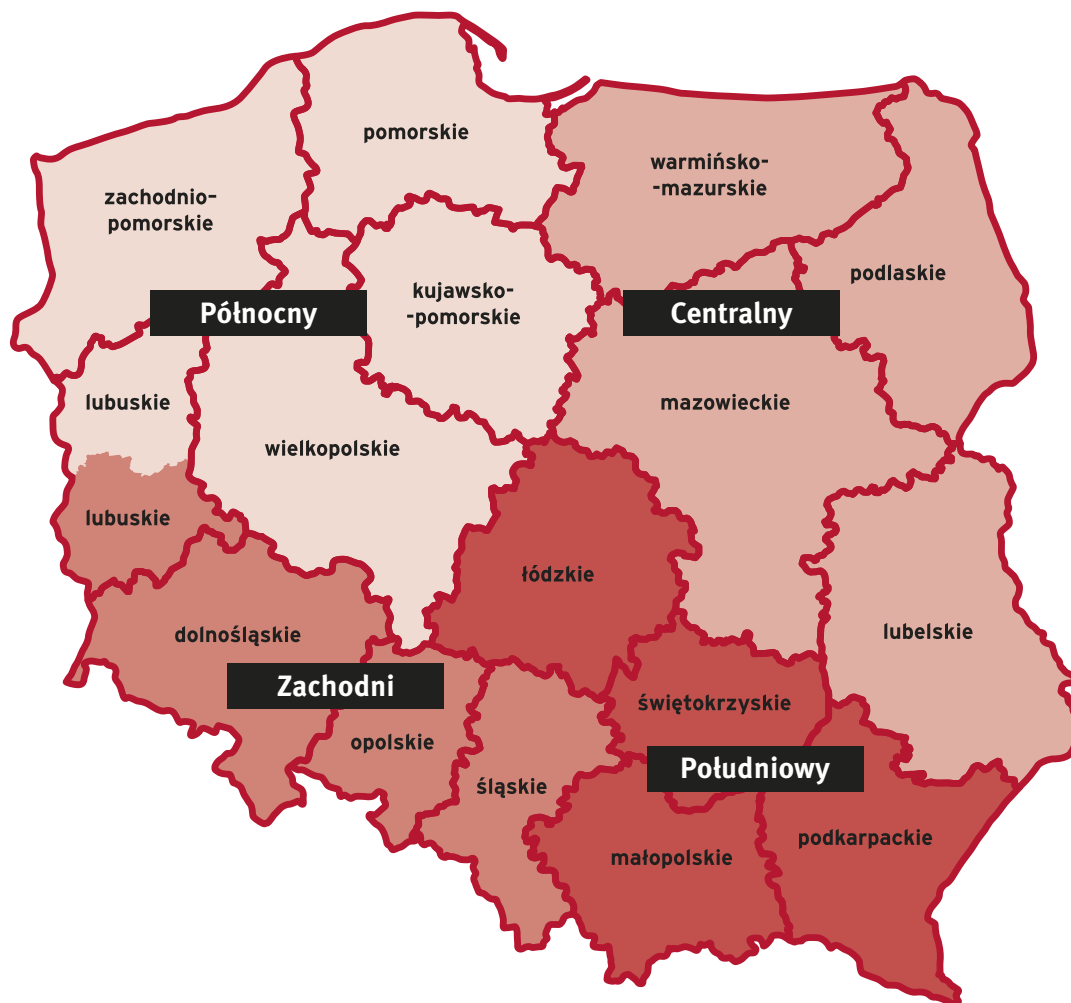 pomorskie
warmińsko-
-mazurskie
zachodnio-
pomorskie
podlaskie
kujawsko-
-pomorskie
Północny
Centralny
lubuskie
mazowieckie
wielkopolskie
lubuskie
łódzkie
dolnośląskie
lubelskie
Zachodni
świętokrzyskie
opolskie
Południowy
śląskie
podkarpackie
małopolskie